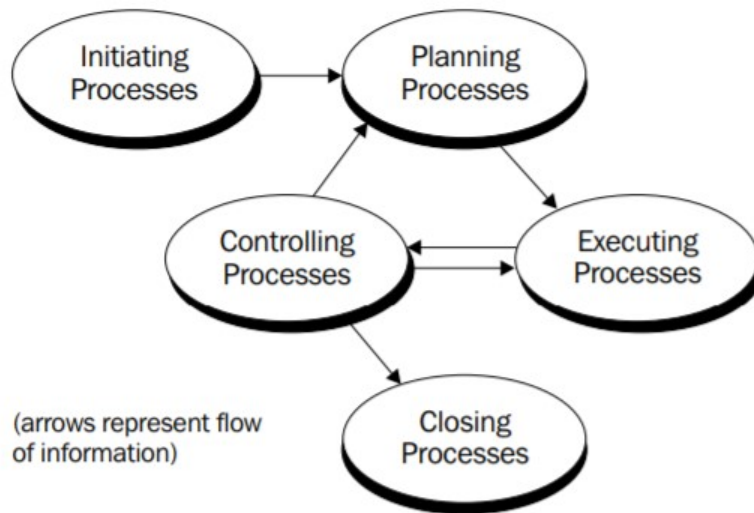 Initiating
Processes
Planning
Processes
Controlling
Processes
Executing
Processes
(arrows represent flow
of information)
Closing
Processes